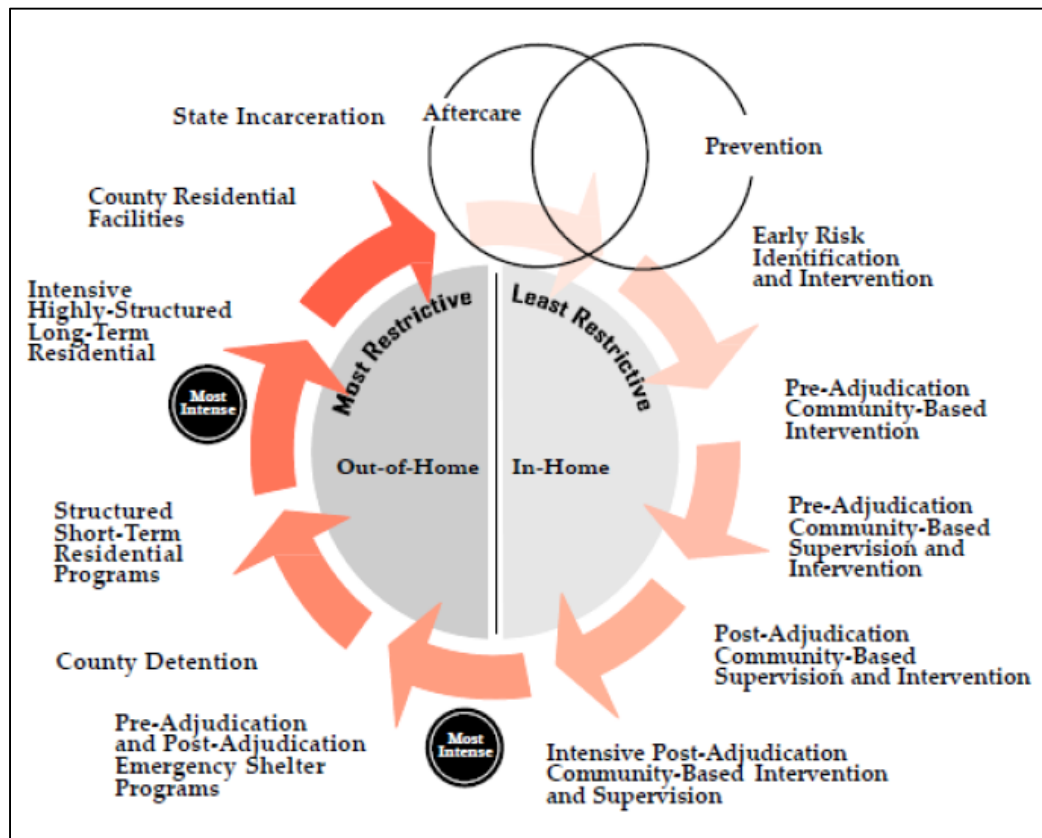 Aftercare
Prevention
Early Risk
Identification
and Intervention
Pre-Adjudication
Community-Based
Intervention
Pre-Adjudication
Community-Based
Supervision and
Intervention
Post-Adjudication
Community-Based
Supervision and Intervention
Intensive Post-Adjudication
Community-Based Intervention
and Supervision
Most
Intense
Pre-Adjudication
and Post-Adjudication
Emergency Shelter
Programs
County Detention
Structured
Short-Term
Residential
Programs
Most
Intense
Intensive
Highly-Structured
Long-Term
Residential
County Residential
Facilities
State Incarceration
Most Restrictive
Least Restrictive
Out-of-Home
In-Home